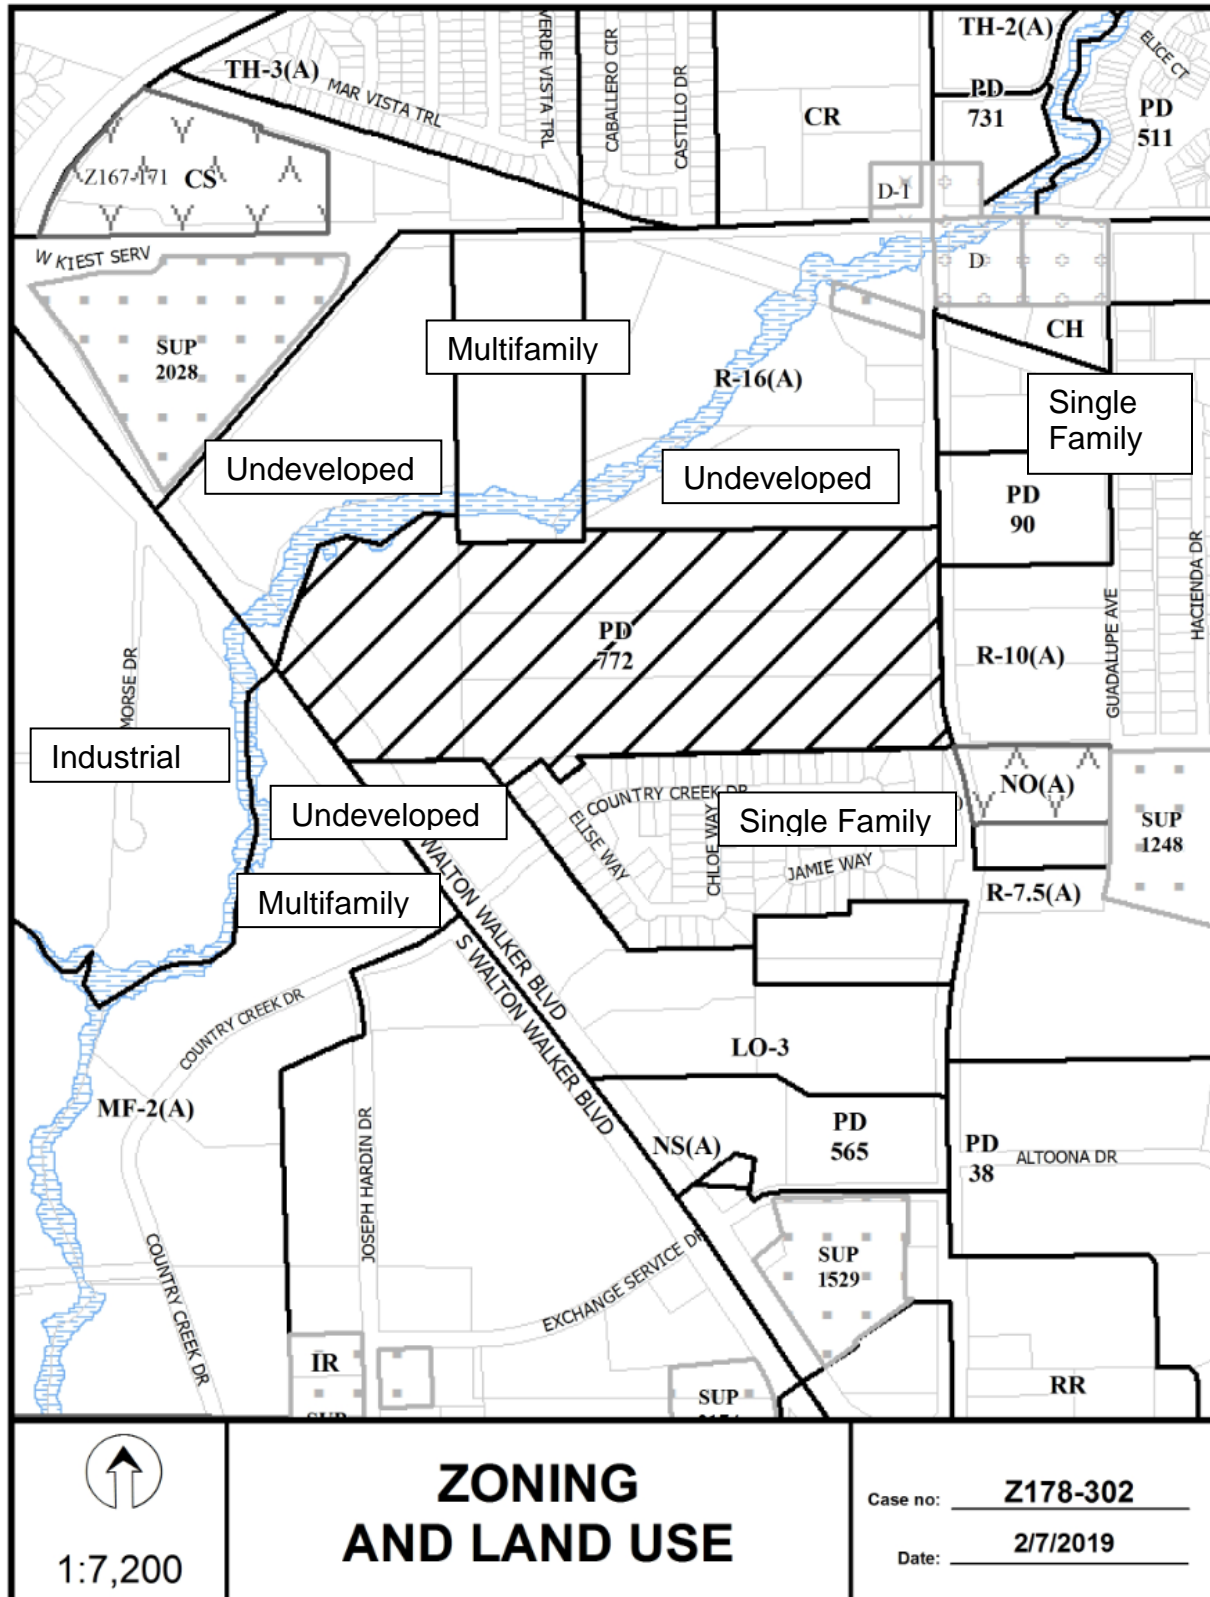 TH-2(A)
ELICE CT
VERDE VISTA TRL
CABALLERO CIR
CASTILLO DR
TH-3(A)
MAR VISTA TRL
CR
PD
731
PD
511
Z167-171 CS
D-1
W KIEST SERV
D
SUP
2028
Multifamily
CH
R-16(A)
Single
Family
Undeveloped
Undeveloped
PD
90
HACIENDA DR
GUADALUPE AVE
PD
772
R-10(A)
MORSE DR
Industrial
NO(A)
Undeveloped
COUNTRY CREEK DR
Single Family
SUP
1248
ELISE WAY
CHLOE WAY
JAMIE WAY
Multifamily
R-7.5(A)
WALTON WALKER BLVD
S WALTON WALKER BLVD
COUNTRY CREEK DR
LO-3
MF-2(A)
JOSEPH HARDIN DR
NS(A)
PD
565
PD
38
ALTOONA DR
COUNTRY CREEK DR
EXCHANGE SERVICE DR
SUP
1529
IR
SUP
RR
SUP
1:7,200
ZONING
AND LAND USE
Case no: Z178-302
Date: 2/7/2019